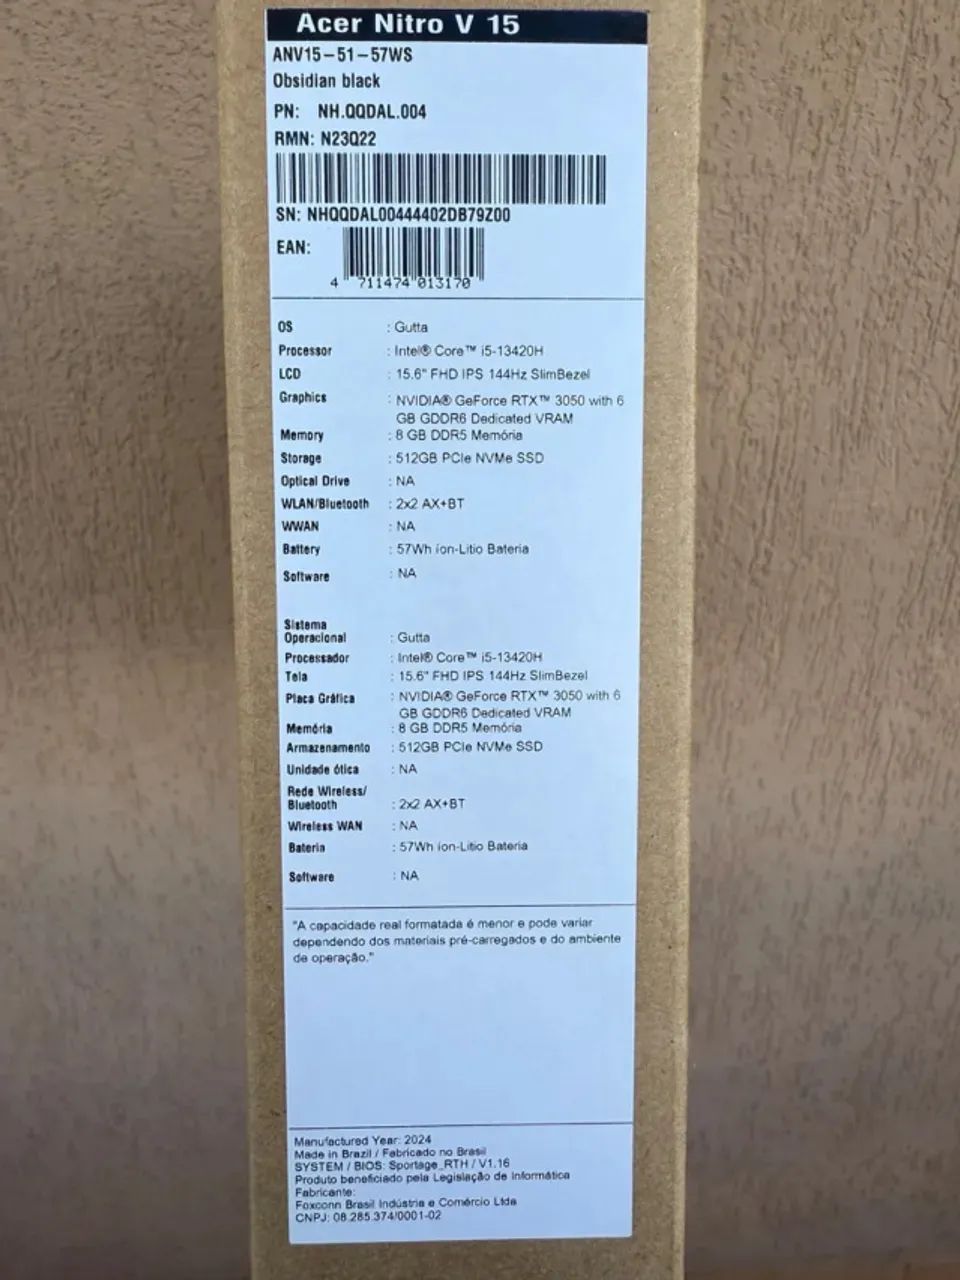 Acer Nitro V 15
ANV15-51-57WS
Obsidian black
PN: NH.QQDAL.004
RMN: N23Q22
SN: NHQQDAL00444402DB79Z00
EAN:
4 711474 013170
OS : Gutta
Processor : Intel® Core™ i5-13420H
LCD : 15.6" FHD IPS 144Hz SlimBezel
Graphics : NVIDIA® GeForce RTX™ 3050 with 6
GB GDDR6 Dedicated VRAM
Memory : 8 GB DDR5 Memória
Storage : 512GB PCIe NVMe SSD
Optical Drive : NA
WLAN/Bluetooth : 2x2 AX+BT
WWAN : NA
Battery : 57Wh íon-Lítio Bateria
Software : NA
Sistema
Operacional : Gutta
Processador : Intel® Core™ i5-13420H
Tela : 15.6" FHD IPS 144Hz SlimBezel
Placa Gráfica : NVIDIA® GeForce RTX™ 3050 with 6
GB GDDR6 Dedicated VRAM
Memória : 8 GB DDR5 Memória
Armazenamento : 512GB PCIe NVMe SSD
Unidade ótica : NA
Rede Wireless/
Bluetooth : 2x2 AX+BT
Wireless WAN : NA
Bateria : 57Wh íon-Lítio Bateria
Software : NA
"A capacidade real formatada é menor e pode variar
dependendo dos materiais pré-carregados e do ambiente
de operação."
Manufactured Year: 2024
Made in Brazil / Fabricado no Brasil
SYSTEM / BIOS: Sportage_RTH / V1.16
Produto beneficiado pela Legislação de Informática
Fabricante:
Foxconn Brasil Indústria e Comércio Ltda
CNPJ: 08.285.374/0001-02